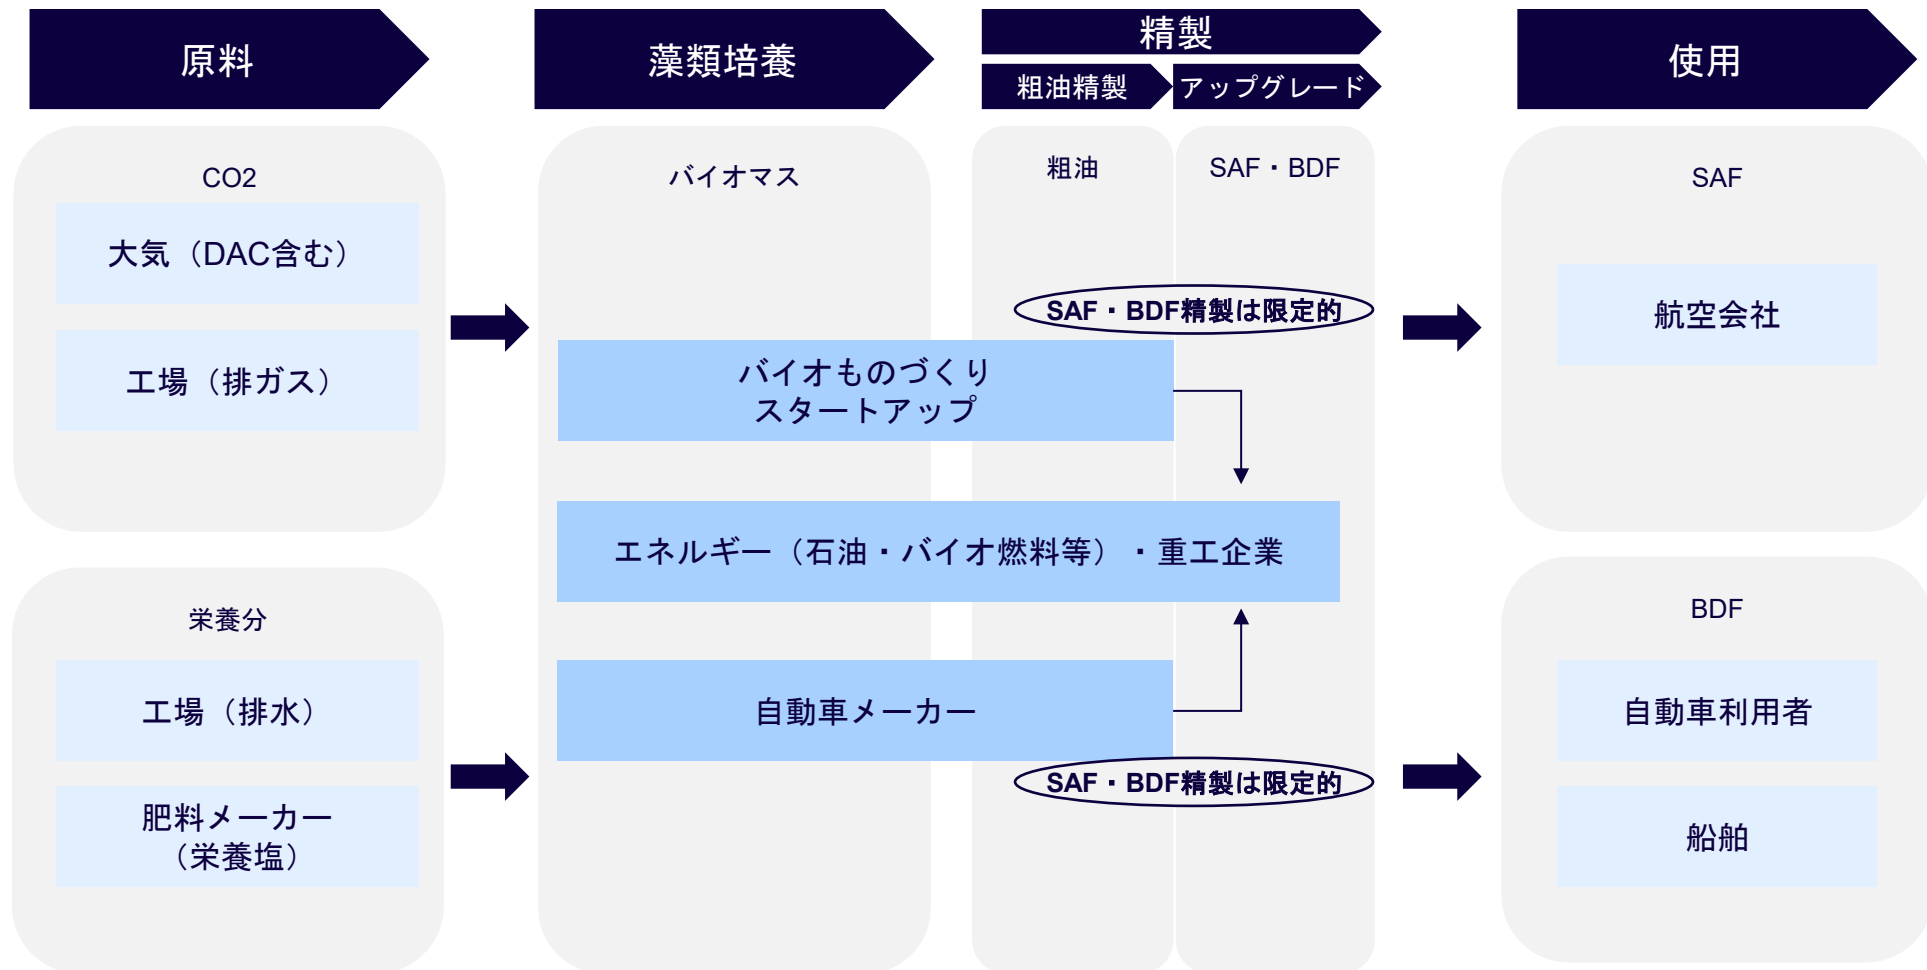 原料
藻類培養
精製
粗油精製
アップグレード
使用
CO2
大気（DAC含む）
工場（排ガス）
栄養分
工場（排水）
肥料メーカー
（栄養塩）
バイオマス
粗油
SAF・BDF
SAF・BDF精製は限定的
バイオものづくり
スタートアップ
エネルギー（石油・バイオ燃料等）・重工企業
自動車メーカー
SAF・BDF精製は限定的
SAF
航空会社
BDF
自動車利用者
船舶